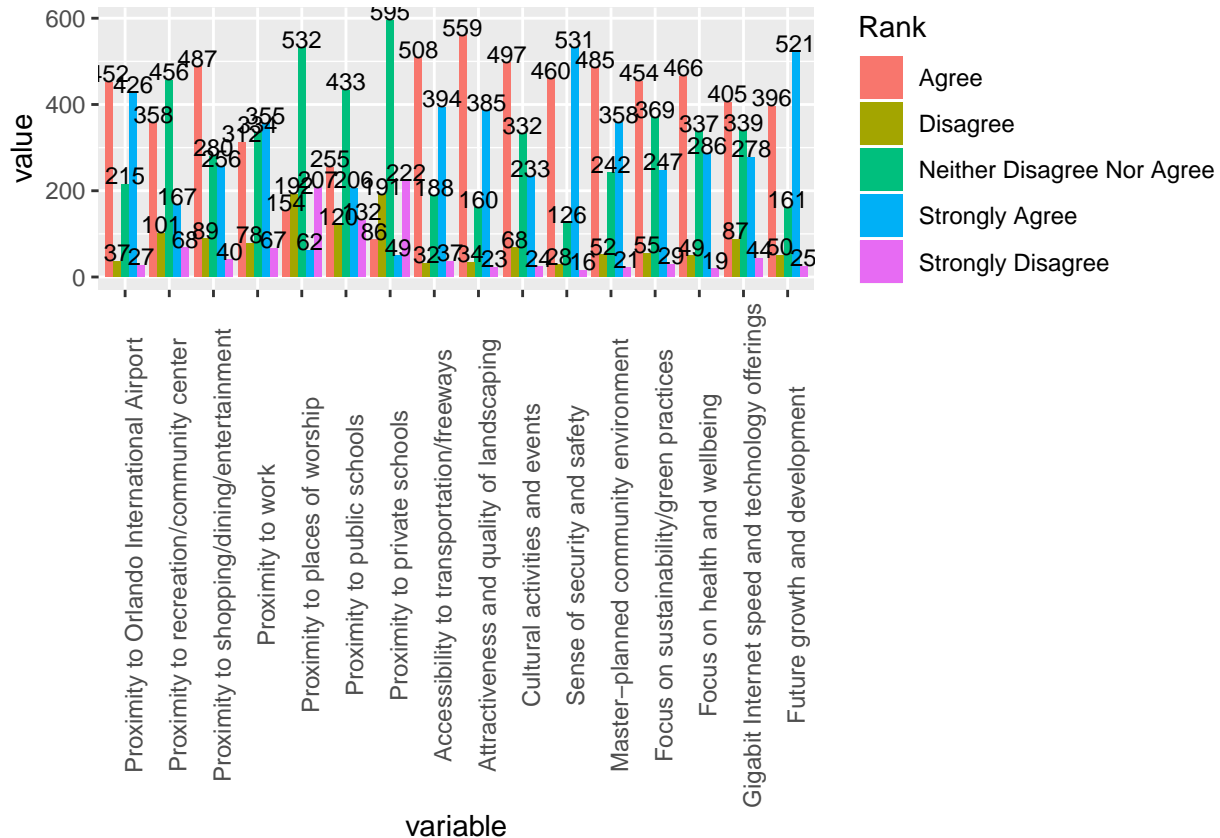 value
600
400
200
0
452 37 215 426 27
358 101 456 167 68
487 89 280 256 40
312 78 334 355 67
154 192 532 62 207
255 120 433 206 132
86 191 595 49 222
508 32 188 394 37
559 34 160 385 23
497 68 332 233 24
460 28 126 531 16
485 52 242 358 21
454 55 369 247 29
466 49 337 286 19
405 87 339 278 44
396 50 161 521 25
Proximity to Orlando International Airport
Proximity to recreation/community center
Proximity to shopping/dining/entertainment
Proximity to work
Proximity to places of worship
Proximity to public schools
Proximity to private schools
Accessibility to transportation/freeways
Attractiveness and quality of landscaping
Cultural activities and events
Sense of security and safety
Master−planned community environment
Focus on sustainability/green practices
Focus on health and wellbeing
Gigabit Internet speed and technology offerings
Future growth and development
variable
Rank
Agree
Disagree
Neither Disagree Nor Agree
Strongly Agree
Strongly Disagree